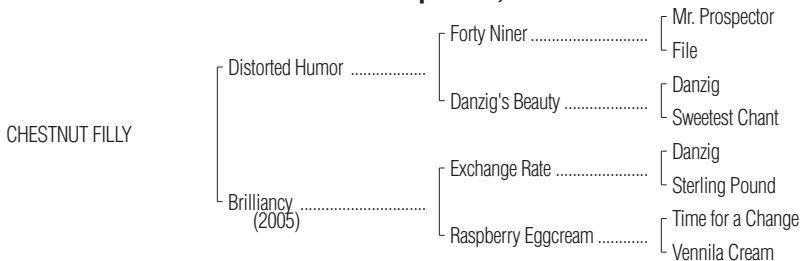 Mr. Prospector
Forty Niner ............................
File
Distorted Humor ..................
Danzig
Danzig's Beauty ....................
Sweetest Chant
CHESTNUT FILLY
Danzig
Exchange Rate ......................
Sterling Pound
Brilliancy ..............................
(2005)
Time for a Change
Raspberry Eggcream ............
Vennila Cream